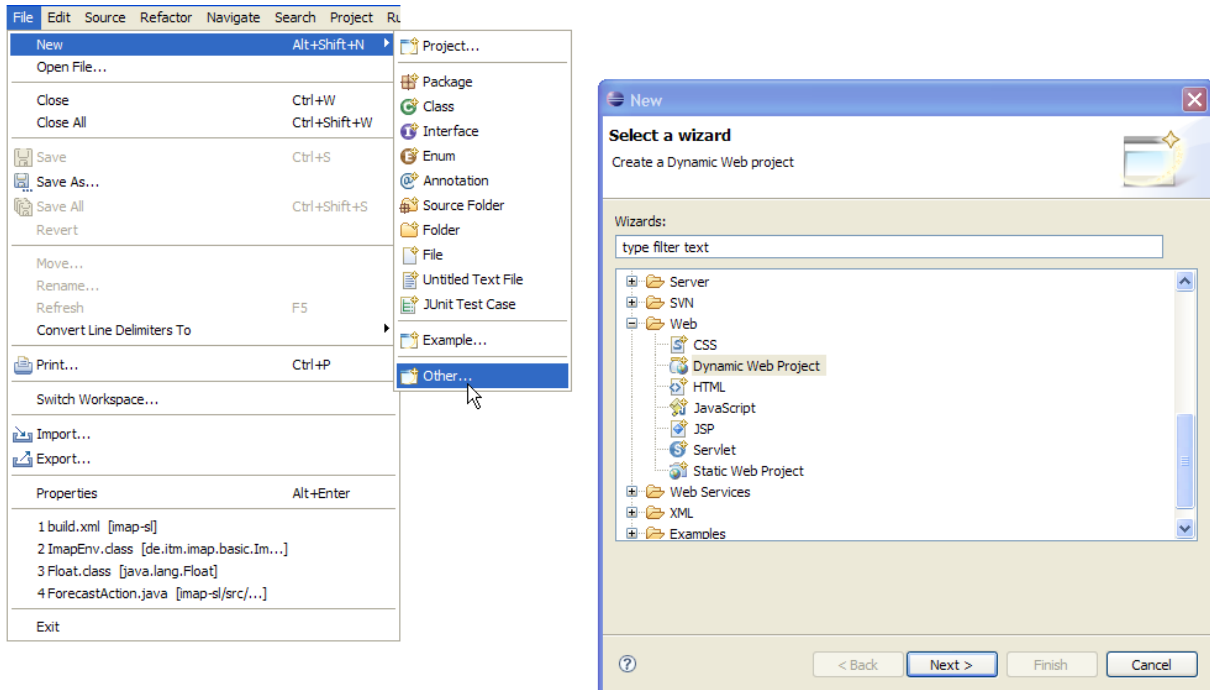 File Edit Source Refactor Navigate Search Project
New Alt+Shift+N
Open File...
Close Ctrl+W
Close All Ctrl+Shift+W
Save Ctrl+S
Save As...
Save All Ctrl+Shift+S
Revert
Move...
Rename...
Refresh F5
Convert Line Delimiters To
Print... Ctrl+P
Switch Workspace...
Import...
Export...
Properties Alt+Enter
1 build.xml [imap-sl]
2 ImapEnv.class [de.itm.imap.basic.Im...]
3 Float.class [java.lang.Float]
4 ForecastAction.java [imap-sl/src/...]
Exit
Project...
Package
Class
Interface
Enum
Annotation
Source Folder
Folder
File
Untitled Text File
JUnit Test Case
Example...
Other...
New
Select a wizard
Create a Dynamic Web project
Wizards:
type filter text
Server
SVN
Web
CSS
Dynamic Web Project
HTML
JavaScript
JSP
Servlet
Static Web Project
Web Services
XML
Examples
< Back Next > Finish Cancel